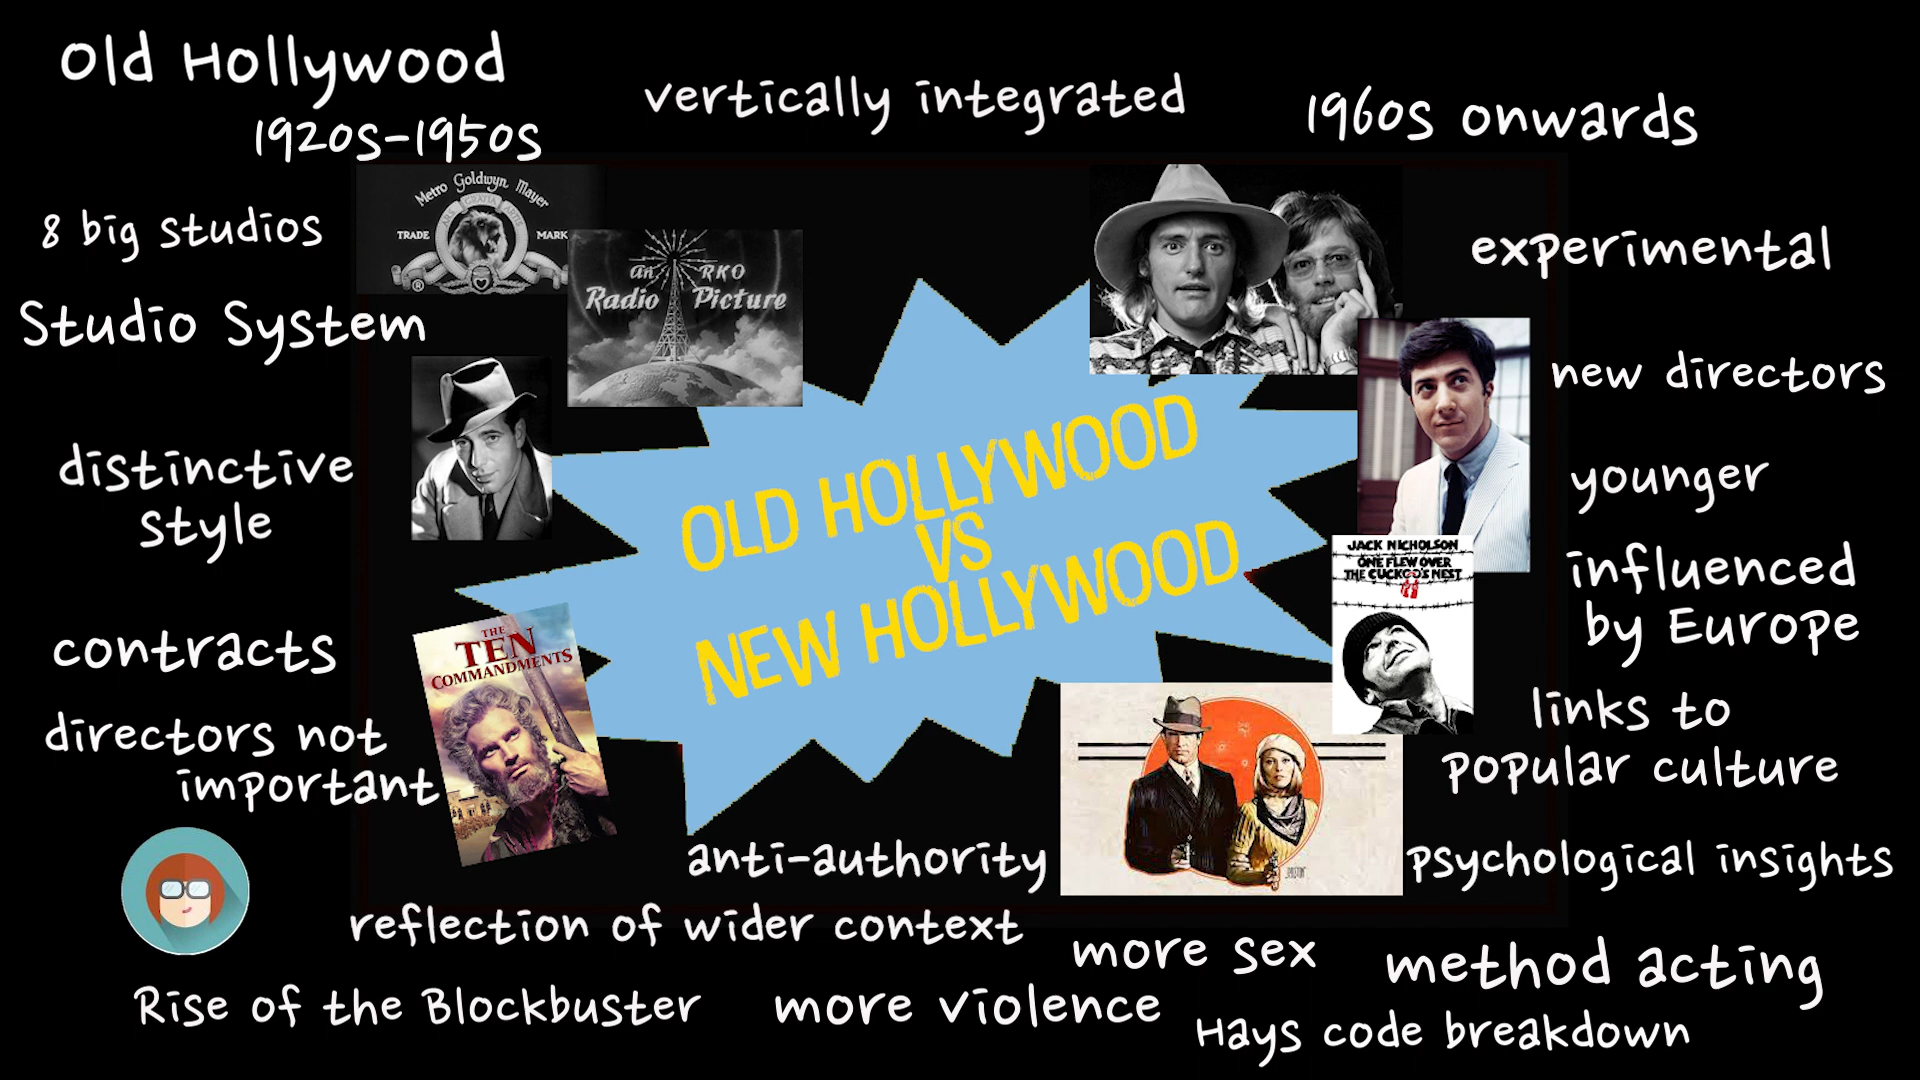 Old Hollywood
1920s-1950s
vertically integrated
1960s onwards
8 big studios
Studio System
distinctive
style
contracts
directors not
important
Metro Goldwyn Mayer
TRADE
MARK
®
an RKO
Radio Picture
THE
TEN
COMMANDMENTS
OLD HOLLYWOOD
VS
NEW HOLLYWOOD
experimental
new directors
younger
influenced
by Europe
JACK NICHOLSON
ONE FLEW OVER
THE CUCKOO'S NEST
links to
popular culture
psychological insights
anti-authority
reflection of wider context
more sex
method acting
Rise of the Blockbuster
more violence
Hays code breakdown